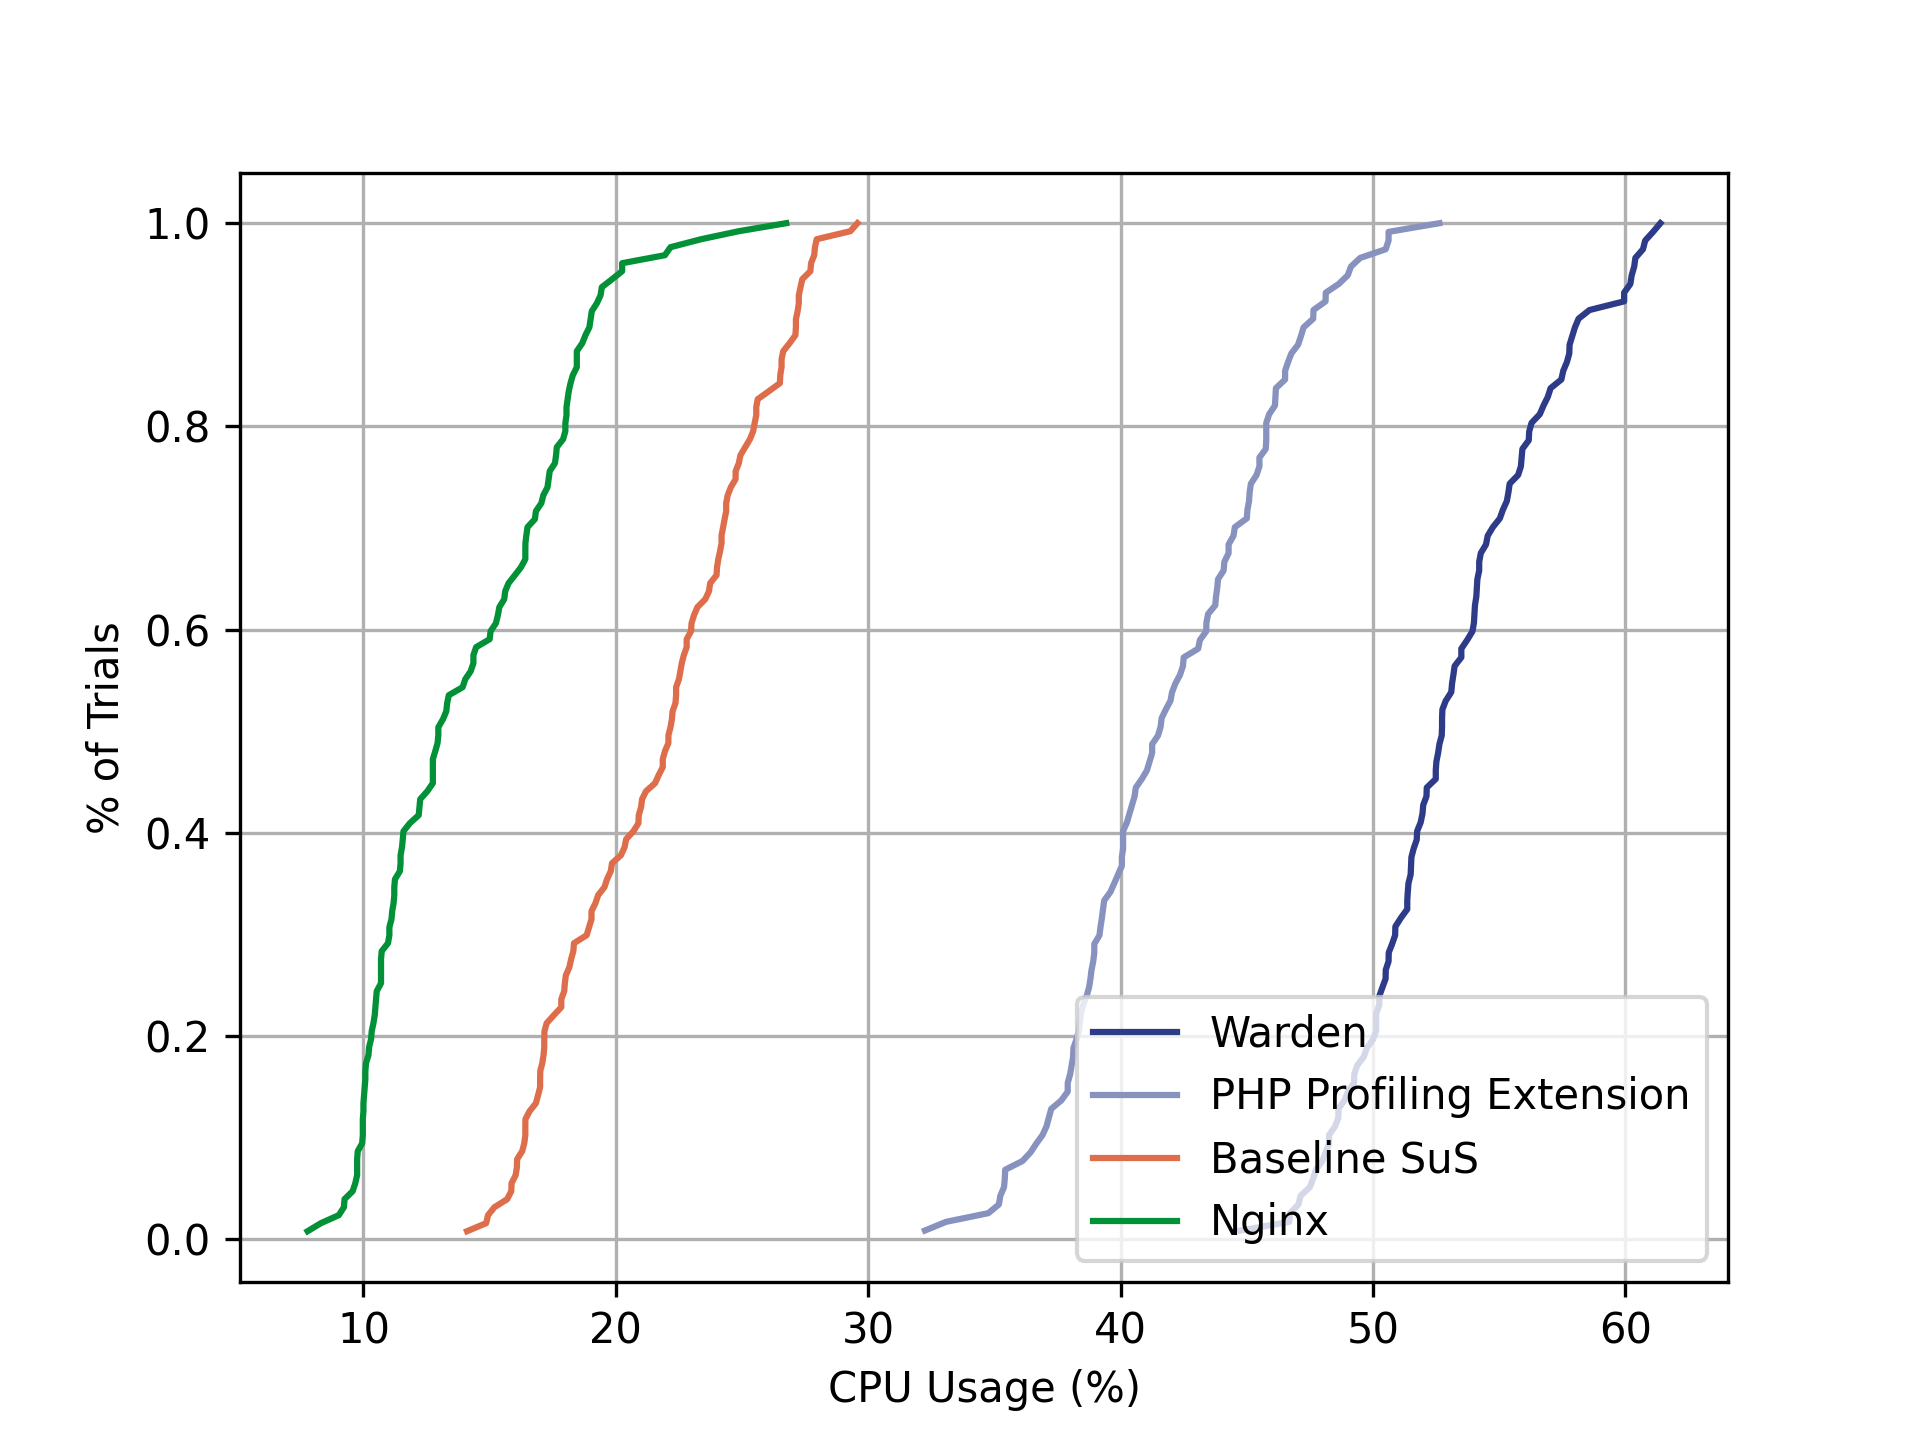 1.0
0.8
0.6
0.4
0.2
0.0
% of Trials
10 20 30 40 50 60
CPU Usage (%)
Warden
PHP Profiling Extension
Baseline SuS
Nginx